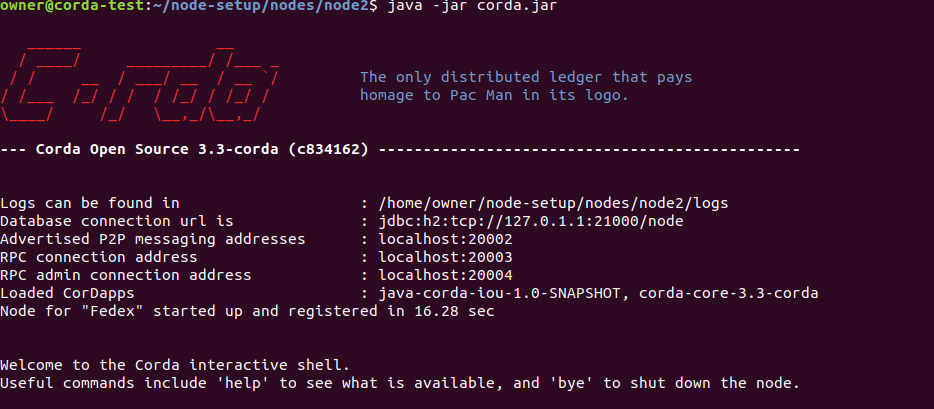 owner@corda-test:~/node-setup/nodes/node2$ java -jar corda.jar
Corda
The only distributed ledger that pays
homage to Pac Man in its logo.
--- Corda Open Source 3.3-corda (c834162) -----------------------------------------------
Logs can be found in : /home/owner/node-setup/nodes/node2/logs
Database connection url is : jdbc:h2:tcp://127.0.1.1:21000/node
Advertised P2P messaging addresses : localhost:20002
RPC connection address : localhost:20003
RPC admin connection address : localhost:20004
Loaded CorDapps : java-corda-iou-1.0-SNAPSHOT, corda-core-3.3-corda
Node for "Fedex" started up and registered in 16.28 sec
Welcome to the Corda interactive shell.
Useful commands include 'help' to see what is available, and 'bye' to shut down the node.